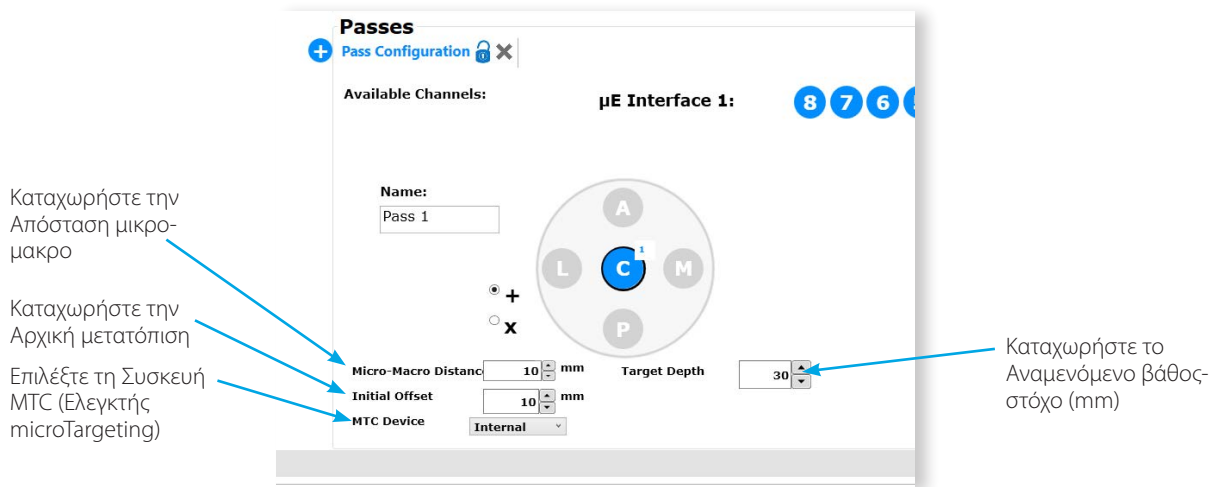 Passes
Pass Configuration
Available Channels:
µE Interface 1:
8 7 6
Name:
Pass 1
A
1
L C M
P
+
x
Micro-Macro Distanc 10 mm
Target Depth 30
Initial Offset 10 mm
MTC Device Internal
Καταχωρήστε την
Απόσταση μικρο-
μακρο
Καταχωρήστε την
Αρχική μετατόπιση
Επιλέξτε τη Συσκευή
MTC (Ελεγκτής
microTargeting)
Καταχωρήστε το
Αναμενόμενο βάθος-
στόχο (mm)